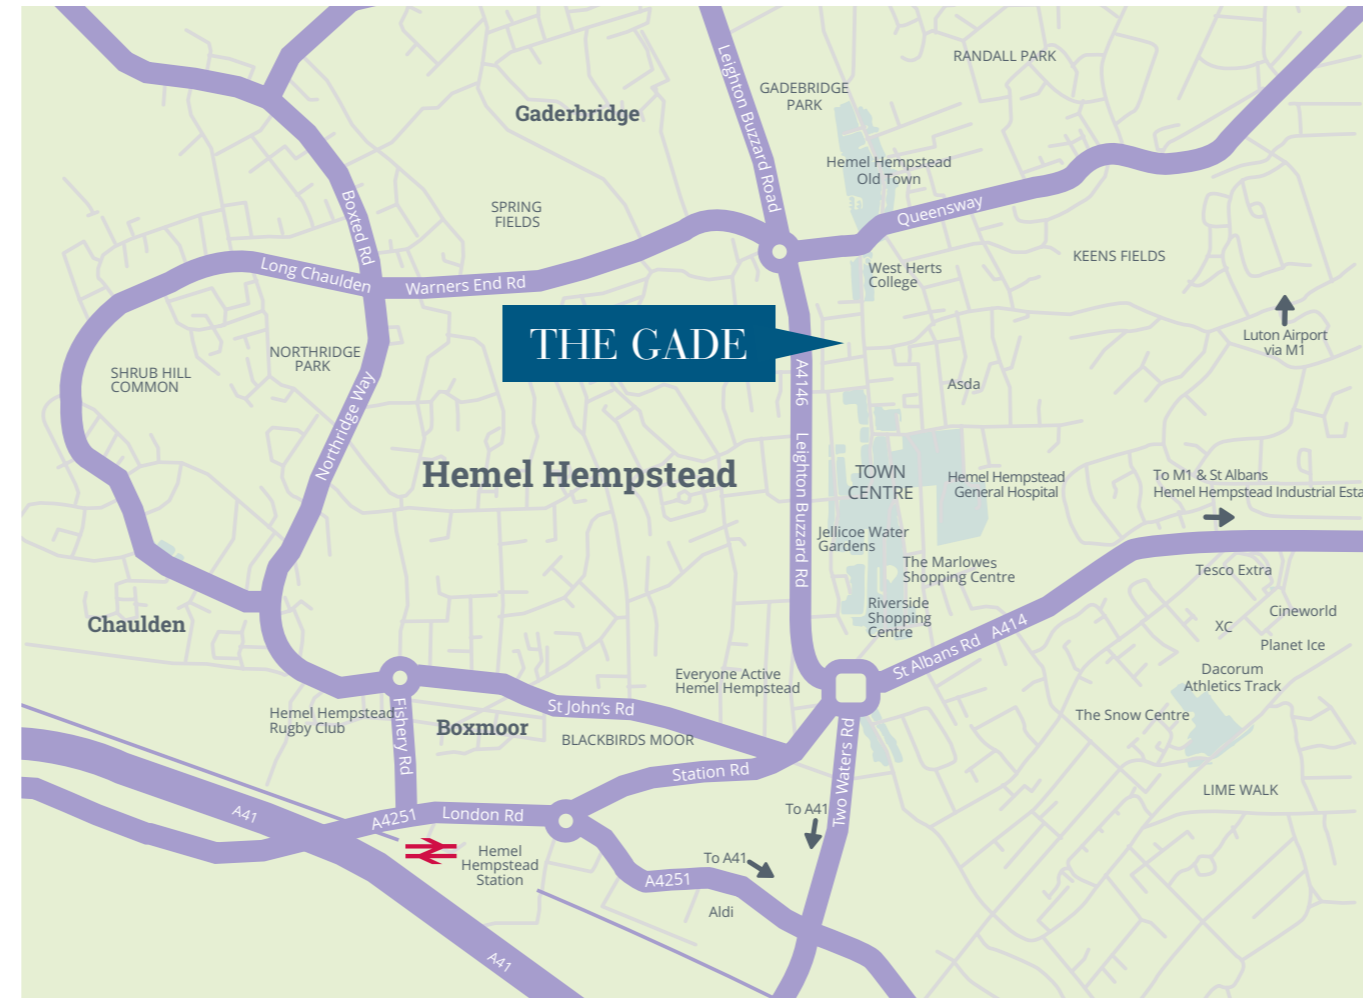 RANDALL PARK
Leighton Buzzard Road
GADEBRIDGE
PARK
Gaderbridge
Hemel Hempstead
Old Town
Boxted Rd
SPRING
FIELDS
Queensway
KEENS FIELDS
Long Chaulden
Warners End Rd
West Herts
College
THE GADE
Luton Airport
via M1
NORTHRIDGE
PARK
SHRUB HILL
COMMON
A4146
Asda
Northridge Way
Hemel Hempstead
Leighton Buzzard Rd
TOWN
CENTRE
Hemel Hempstead
General Hospital
To M1 & St Albans
Hemel Hempstead Industrial Esta
Jellicoe Water
Gardens
The Marlowes
Shopping Centre
Tesco Extra
Riverside
Shopping
Centre
Cineworld
Chaulden
XC
St Albans Rd A414
Planet Ice
Everyone Active
Hemel Hempstead
Dacorum
Athletics Track
Hemel Hempstead
Rugby Club
Fishery Rd
St John's Rd
Boxmoor
BLACKBIRDS MOOR
The Snow Centre
Two Waters Rd
Station Rd
LIME WALK
A41
A4251
London Rd
To A41
Hemel
Hempstead
Station
To A41
A4251
Aldi
A41